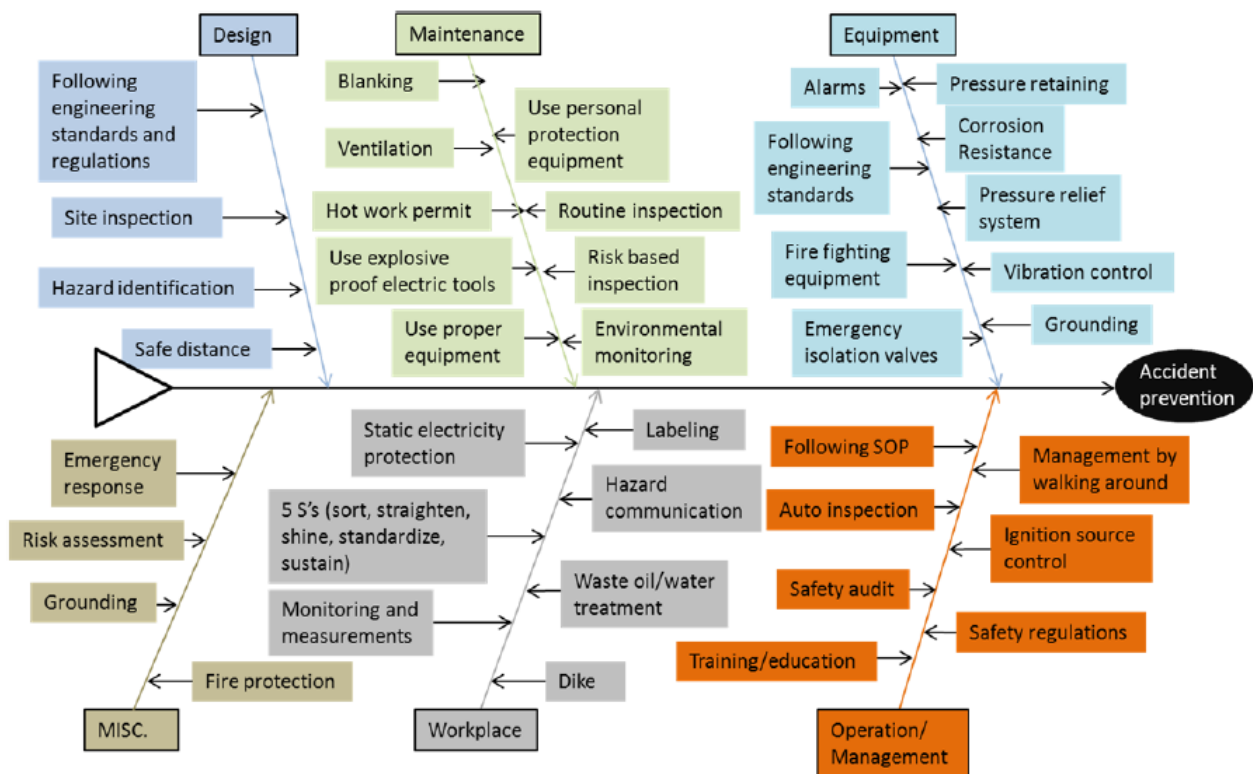 Design
Following
engineering
standards and
regulations
Site inspection
Hazard identification
Safe distance
Maintenance
Blanking
Use personal
protection
equipment
Ventilation
Hot work permit
Routine inspection
Use explosive
proof electric tools
Risk based
inspection
Use proper
equipment
Environmental
monitoring
Equipment
Alarms
Pressure retaining
Corrosion
Resistance
Following
engineering
standards
Pressure relief
system
Fire fighting
equipment
Vibration control
Grounding
Emergency
isolation valves
Accident
prevention
Emergency
response
Risk assessment
Grounding
Fire protection
MISC.
Static electricity
protection
Labeling
Hazard
communication
5 S's (sort, straighten,
shine, standardize,
sustain)
Waste oil/water
treatment
Monitoring and
measurements
Dike
Workplace
Following SOP
Management by
walking around
Auto inspection
Ignition source
control
Safety audit
Safety regulations
Training/education
Operation/
Management